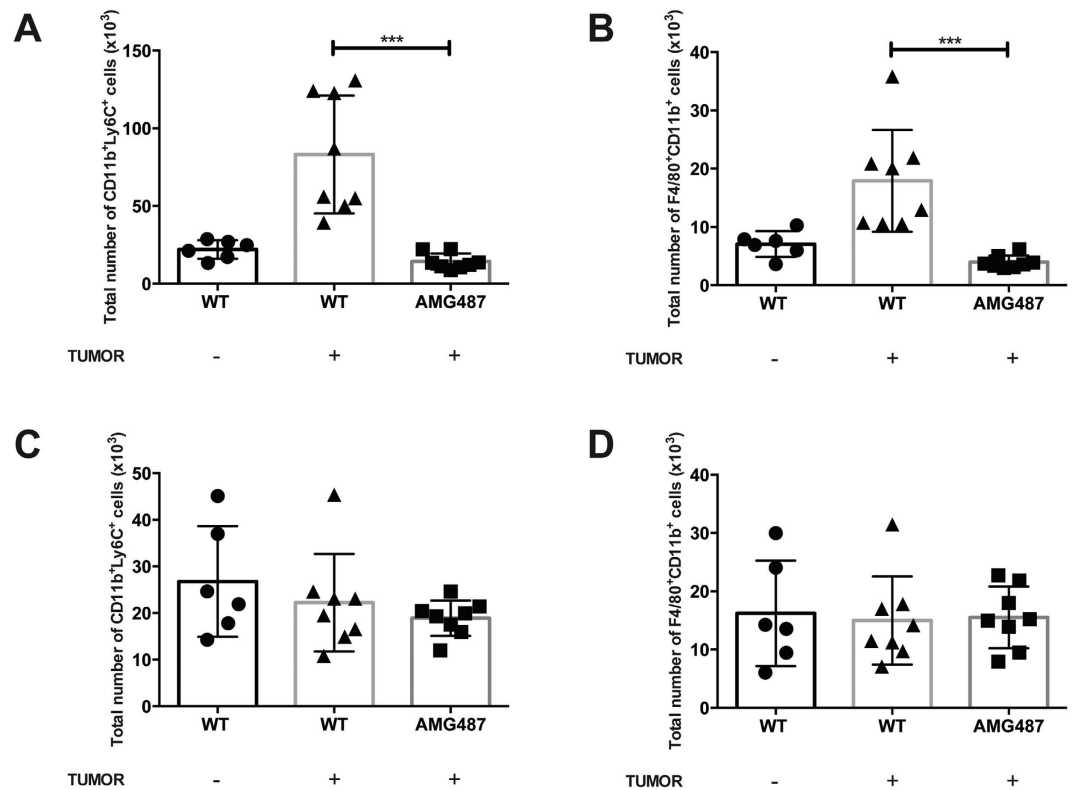 A
Total number of CD11b⁺Ly6C⁺ cells (x10³)
150
100
50
0
***
WT
WT
AMG487
TUMOR
-
+
+
B
Total number of F4/80⁺CD11b⁺ cells (x10³)
40
30
20
10
0
***
WT
WT
AMG487
TUMOR
-
+
+
C
Total number of CD11b⁺Ly6C⁺ cells (x10³)
50
40
30
20
10
0
WT
WT
AMG487
TUMOR
-
+
+
D
Total number of F4/80⁺CD11b⁺ cells (x10³)
40
30
20
10
0
WT
WT
AMG487
TUMOR
-
+
+